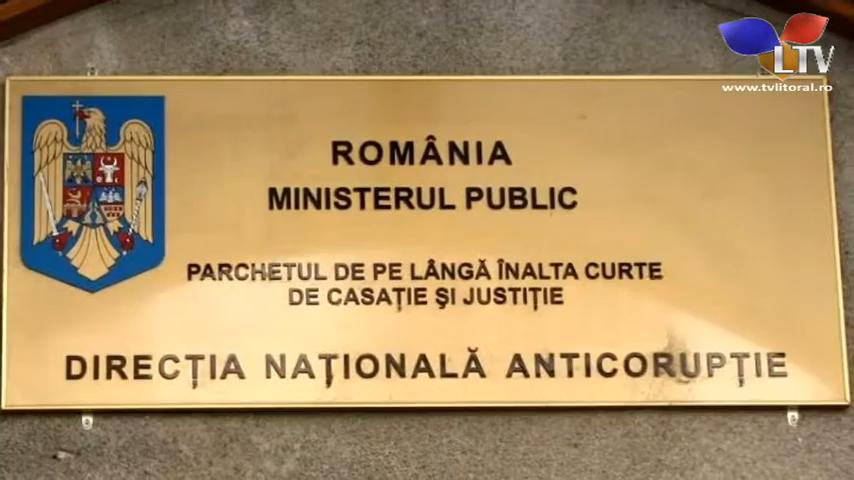 LTV
www.tvlitoral.ro
ROMÂNIA
MINISTERUL PUBLIC
PARCHETUL DE PE LÂNGĂ ÎNALTA CURTE
DE CASAŢIE ŞI JUSTIŢIE
DIRECŢIA NAŢIONALĂ ANTICORUPŢIE